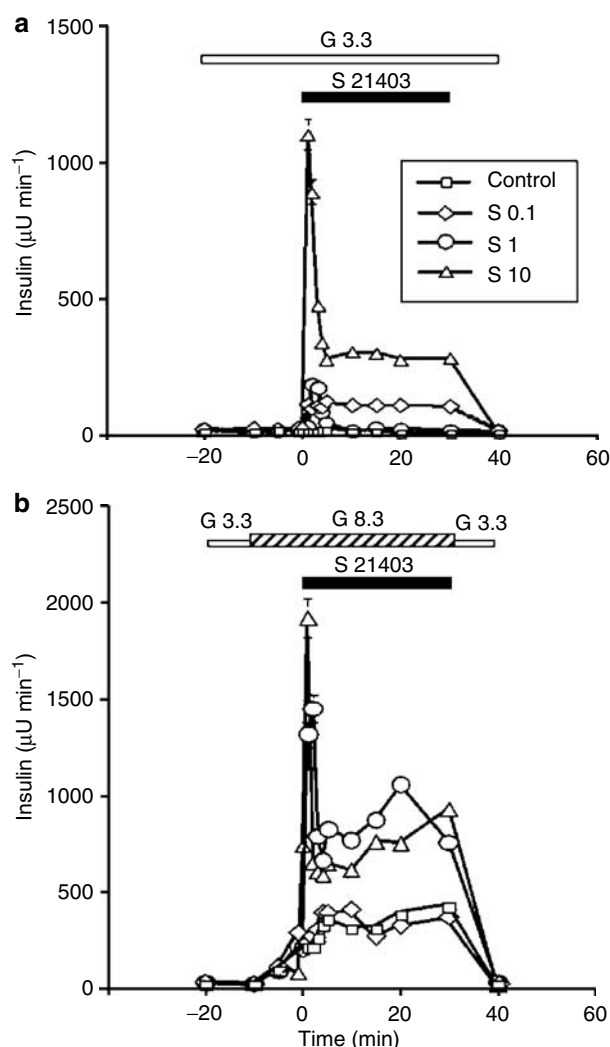 a
1500
1000
500
0
Insulin (µU min−1)
G 3.3
S 21403
Control
S 0.1
S 1
S 10
−20
0
20
40
60
b
2500
2000
1500
1000
500
0
Insulin (µU min−1)
G 3.3
G 8.3
G 3.3
S 21403
−20
0
20
40
60
Time (min)